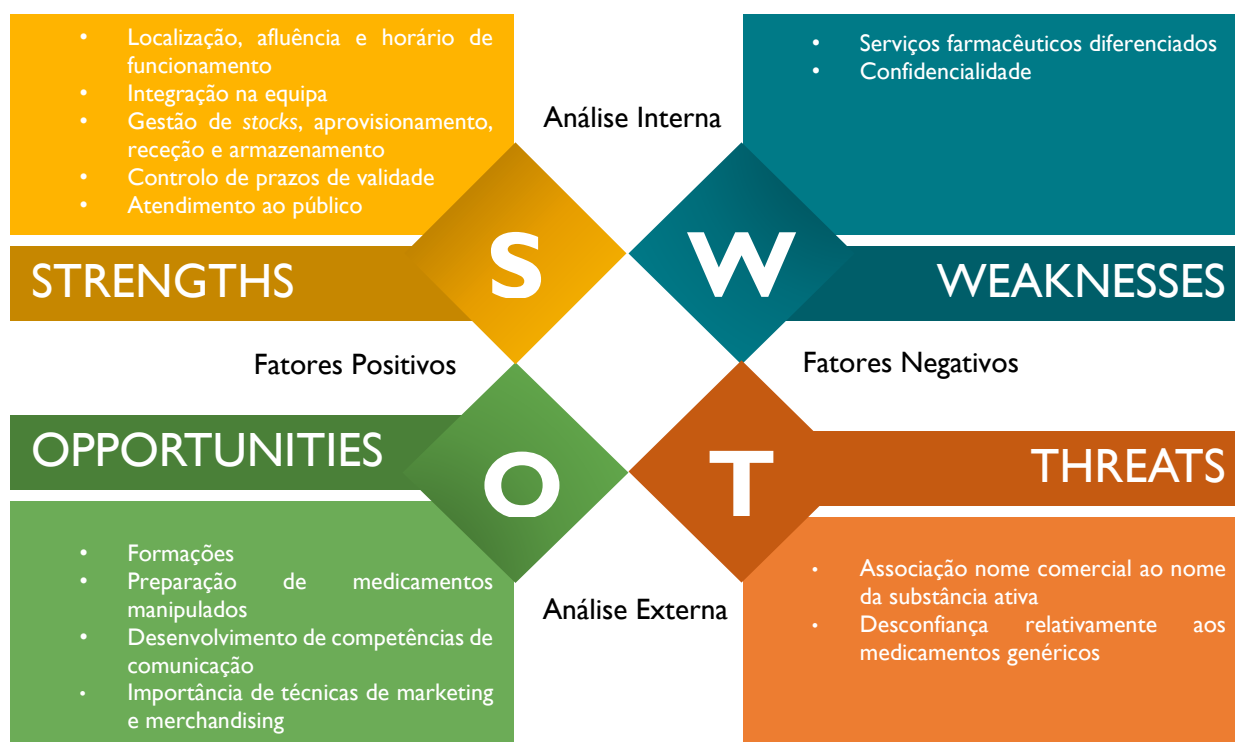 • Localização, afluência e horário de
funcionamento
• Integração na equipa
• Gestão de stocks, aprovisionamento,
receção e armazenamento
• Controlo de prazos de validade
• Atendimento ao público
Análise Interna
• Serviços farmacêuticos diferenciados
• Confidencialidade
S
W
STRENGTHS
WEAKNESSES
Fatores Positivos
Fatores Negativos
OPPORTUNITIES
O
T
THREATS
• Formações
• Preparação de medicamentos
manipulados
• Desenvolvimento de competências de
comunicação
• Importância de técnicas de marketing
e merchandising
Análise Externa
• Associação nome comercial ao nome
da substância ativa
• Desconfiança relativamente aos
medicamentos genéricos